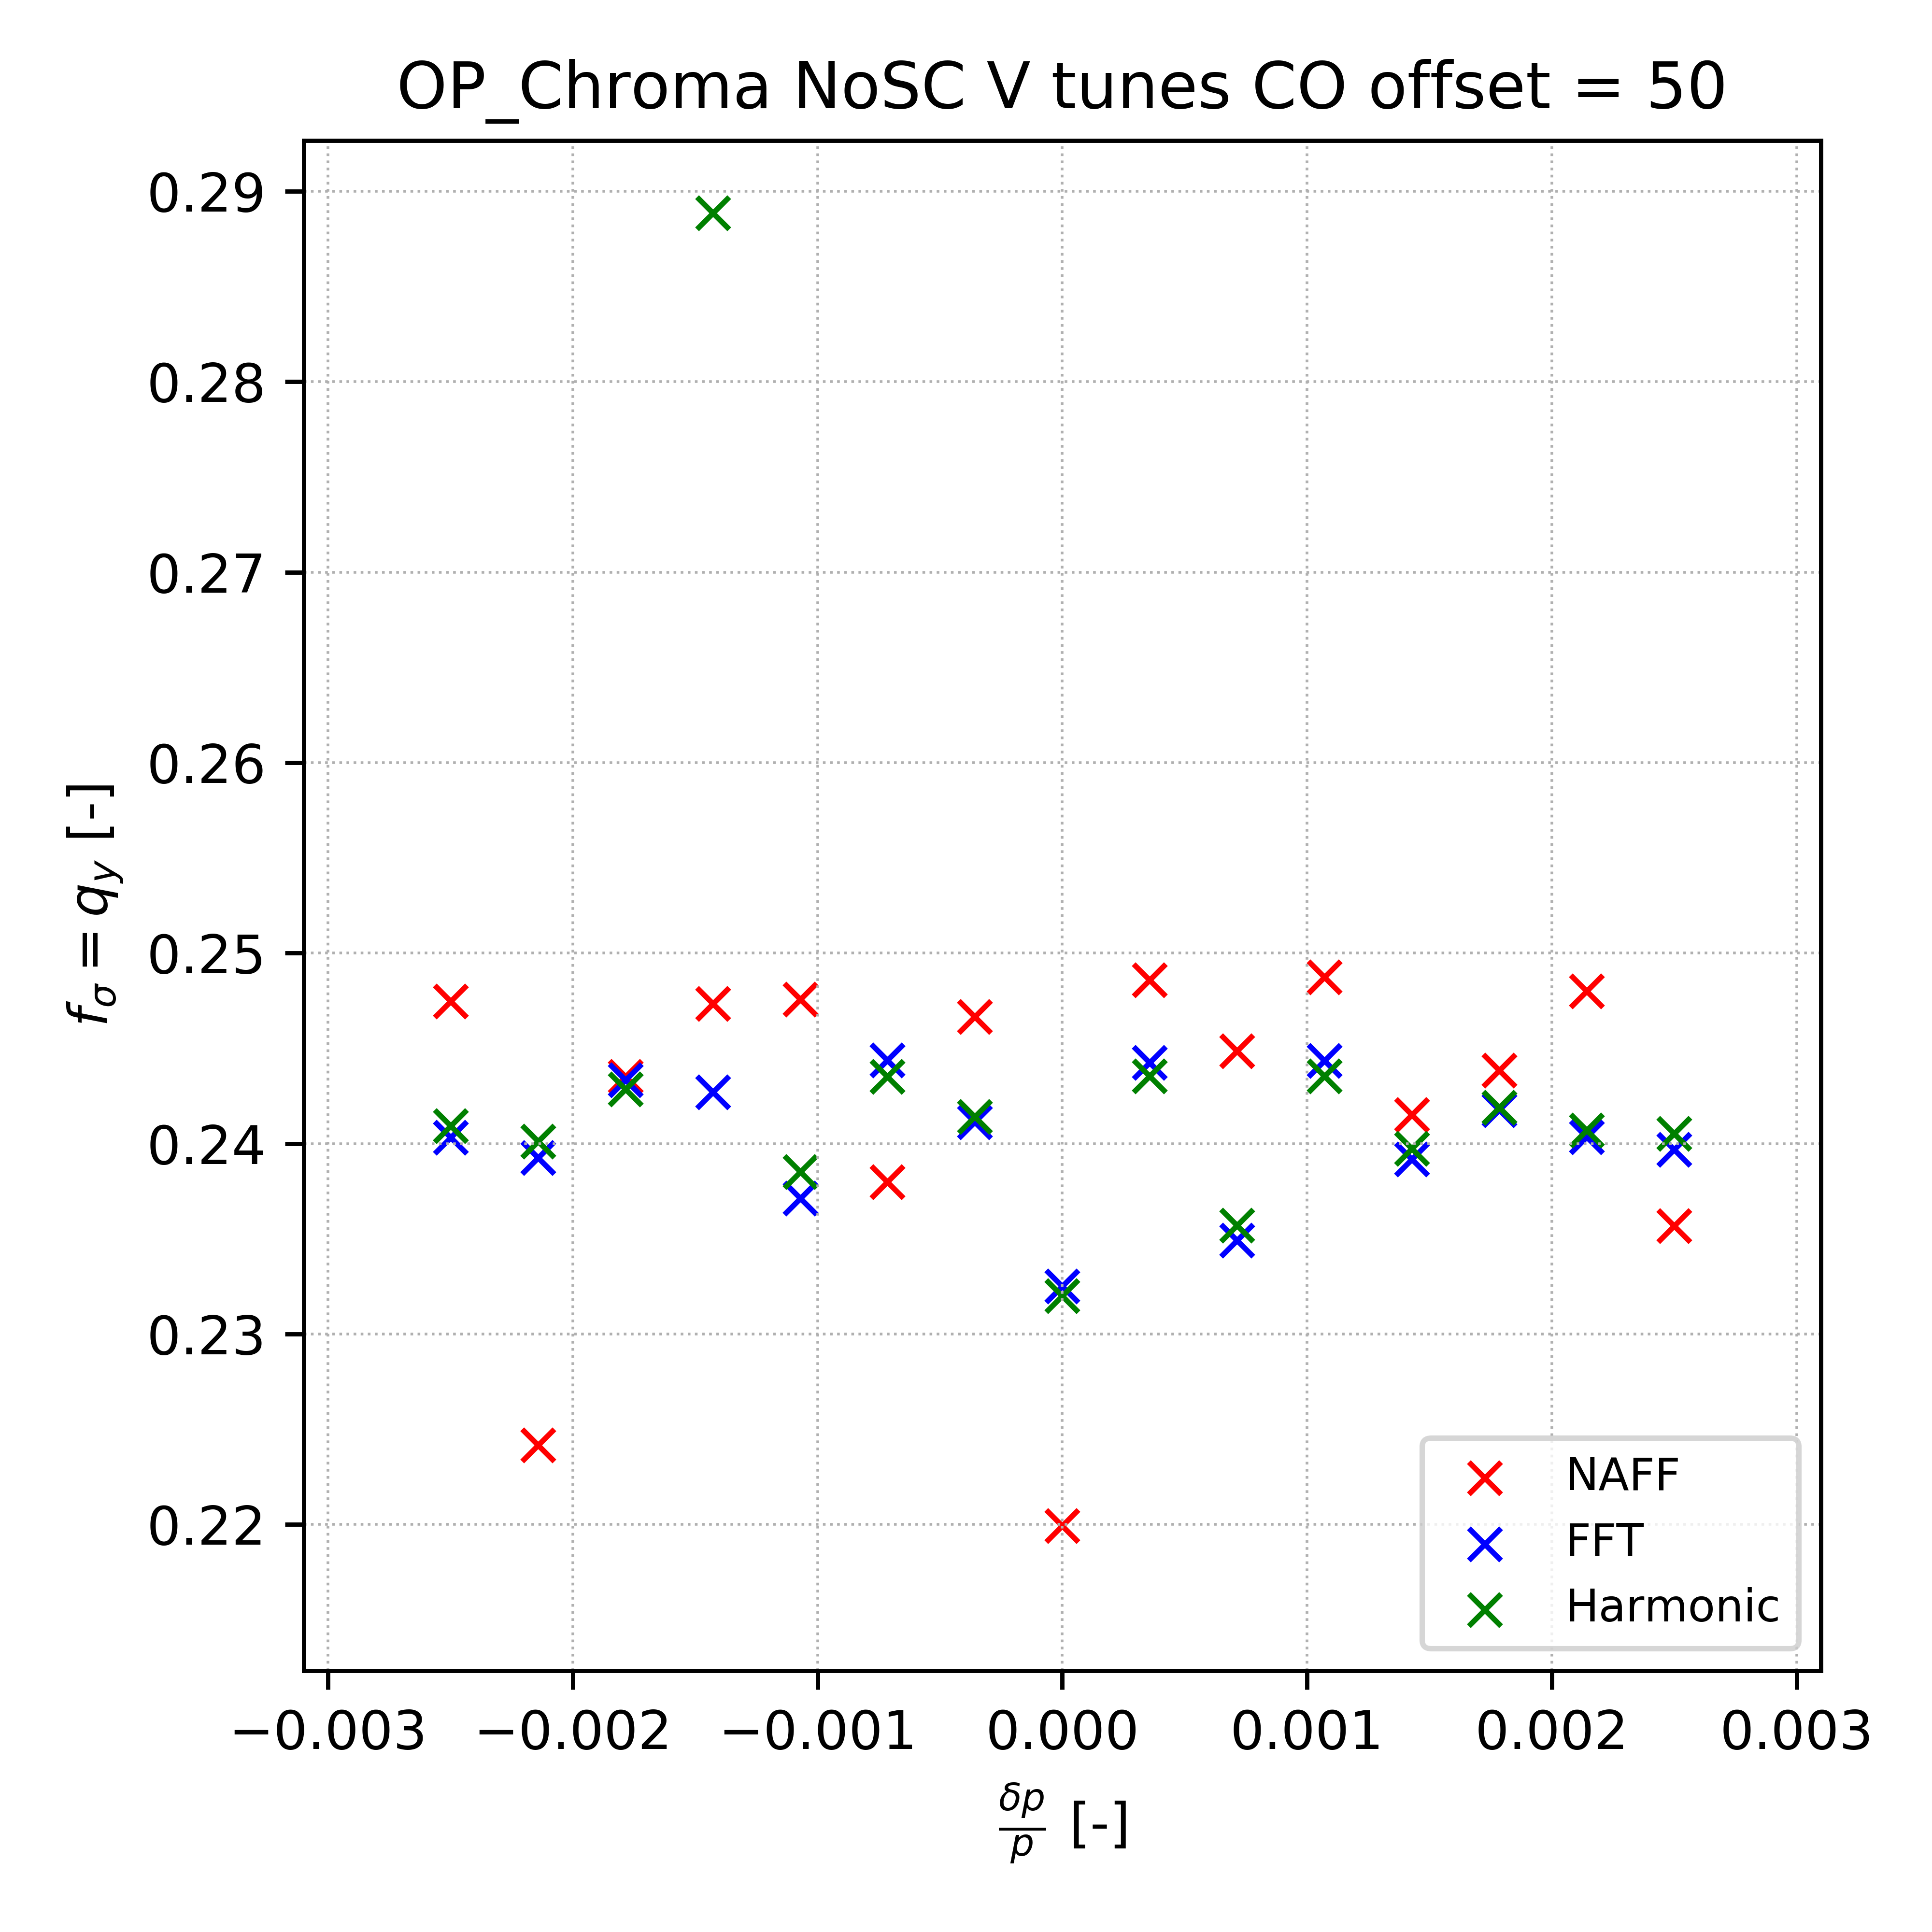 OP_Chroma NoSC V tunes CO offset = 50
0.29
0.28
0.27
0.26
0.25
0.24
0.23
0.22
f_σ = q_y [-]
NAFF
FFT
Harmonic
−0.003 −0.002 −0.001 0.000 0.001 0.002 0.003
δp/p [-]